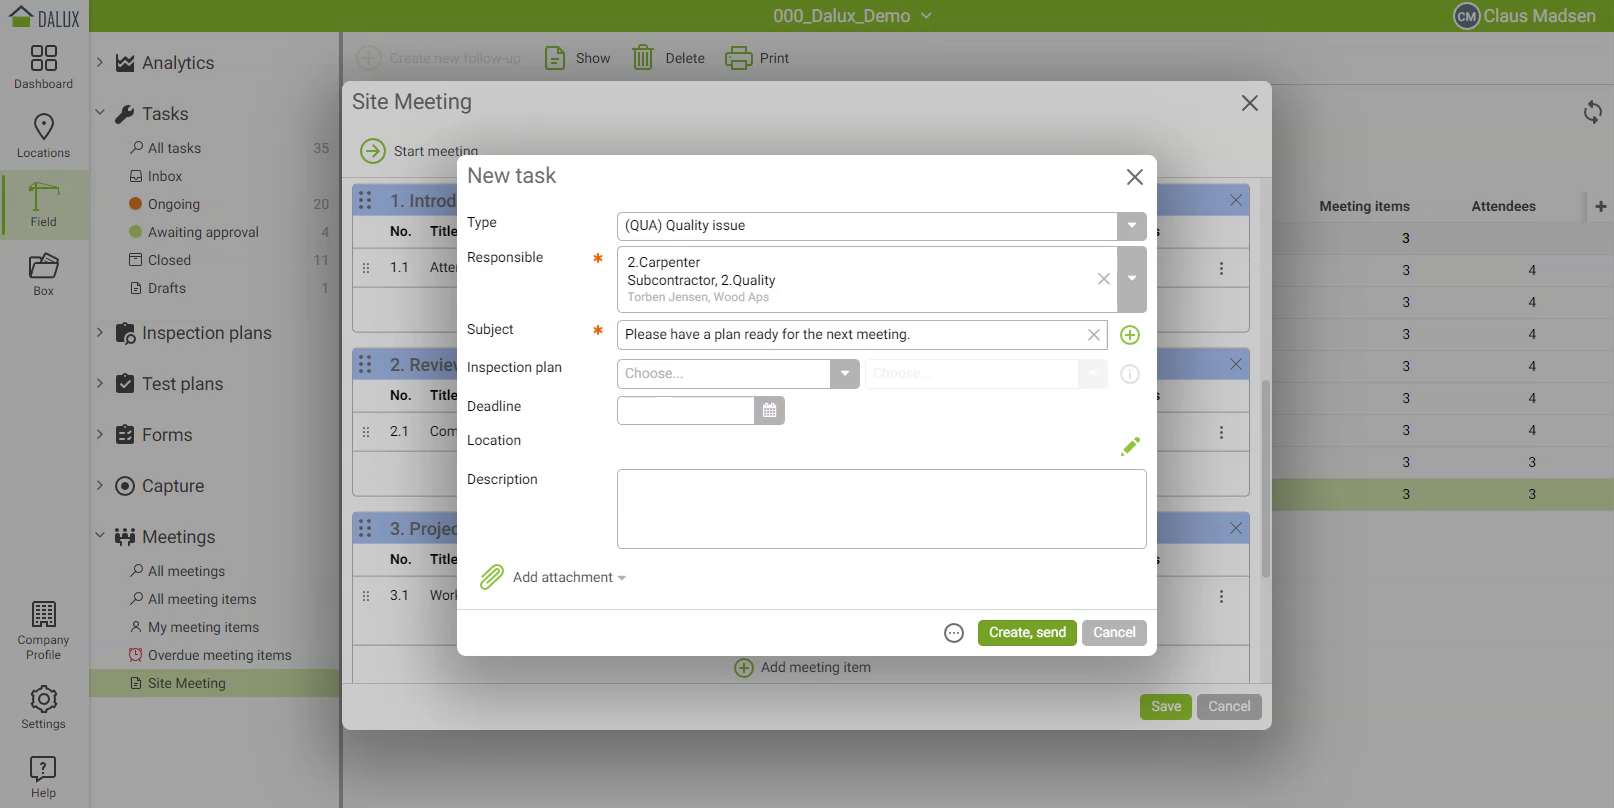 DALUX
000_Dalux_Demo
CM Claus Madsen
Dashboard
Locations
Field
Box
Company
Profile
Settings
Help
Analytics
Tasks
All tasks 35
Inbox
Ongoing 20
Awaiting approval 4
Closed 11
Drafts 1
Inspection plans
Test plans
Forms
Capture
Meetings
All meetings
All meeting items
My meeting items
Overdue meeting items
Site Meeting
Create new follow-up Show Delete Print
Site Meeting
Start meeting
1. Introd
No. Title
1.1 Atte
2. Review
No. Title
2.1 Com
3. Projec
No. Title
3.1 Work
Add meeting item
Save Cancel
New task
Type (QUA) Quality issue
Responsible * 2.Carpenter
Subcontractor, 2.Quality
Torben Jensen, Wood Aps
Subject * Please have a plan ready for the next meeting.
Inspection plan Choose... Choose...
Deadline
Location
Description
Add attachment
Create, send Cancel
Meeting items Attendees
3
3 4
3 4
3 4
3 4
3 4
3 4
3 3
3 3